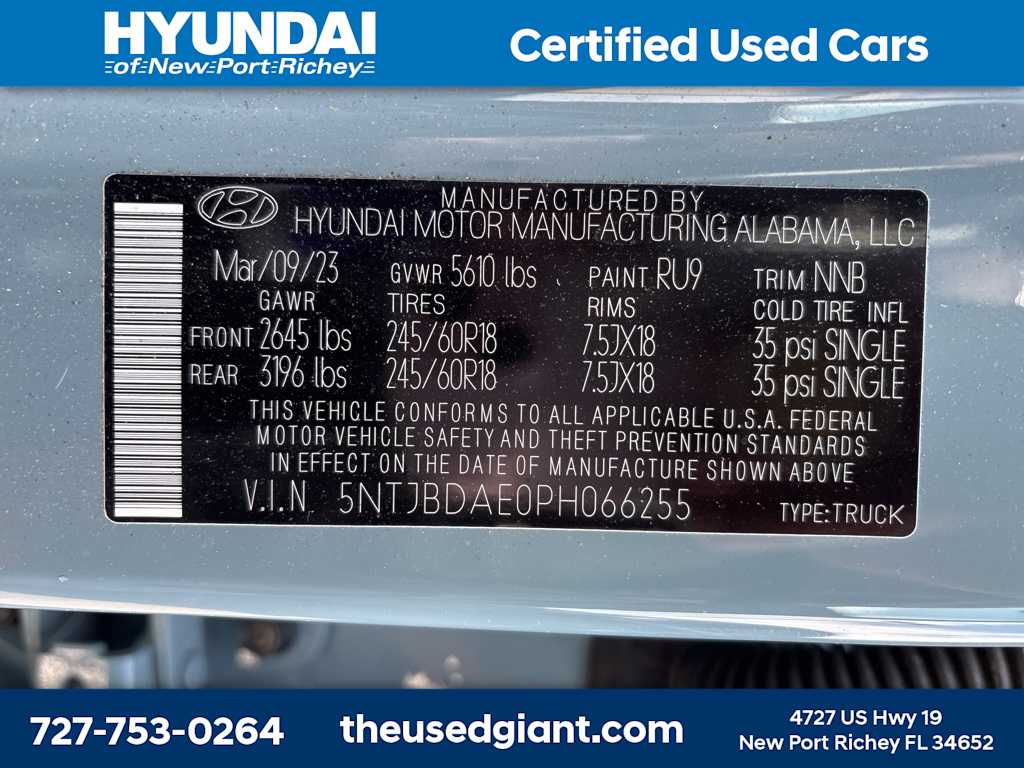 HYUNDAI
of New Port Richey
Certified Used Cars
MANUFACTURED BY
HYUNDAI MOTOR MANUFACTURING ALABAMA, LLC
Mar/09/23 GVWR 5610 lbs PAINT RU9 TRIM NNB
GAWR TIRES RIMS COLD TIRE INFL
FRONT 2645 lbs 245/60R18 7.5JX18 35 psi SINGLE
REAR 3196 lbs 245/60R18 7.5JX18 35 psi SINGLE
THIS VEHICLE CONFORMS TO ALL APPLICABLE U.S.A. FEDERAL
MOTOR VEHICLE SAFETY AND THEFT PREVENTION STANDARDS
IN EFFECT ON THE DATE OF MANUFACTURE SHOWN ABOVE
V.I.N 5NTJBDAE0PH066255 TYPE:TRUCK
727-753-0264
theusedgiant.com
4727 US Hwy 19
New Port Richey FL 34652